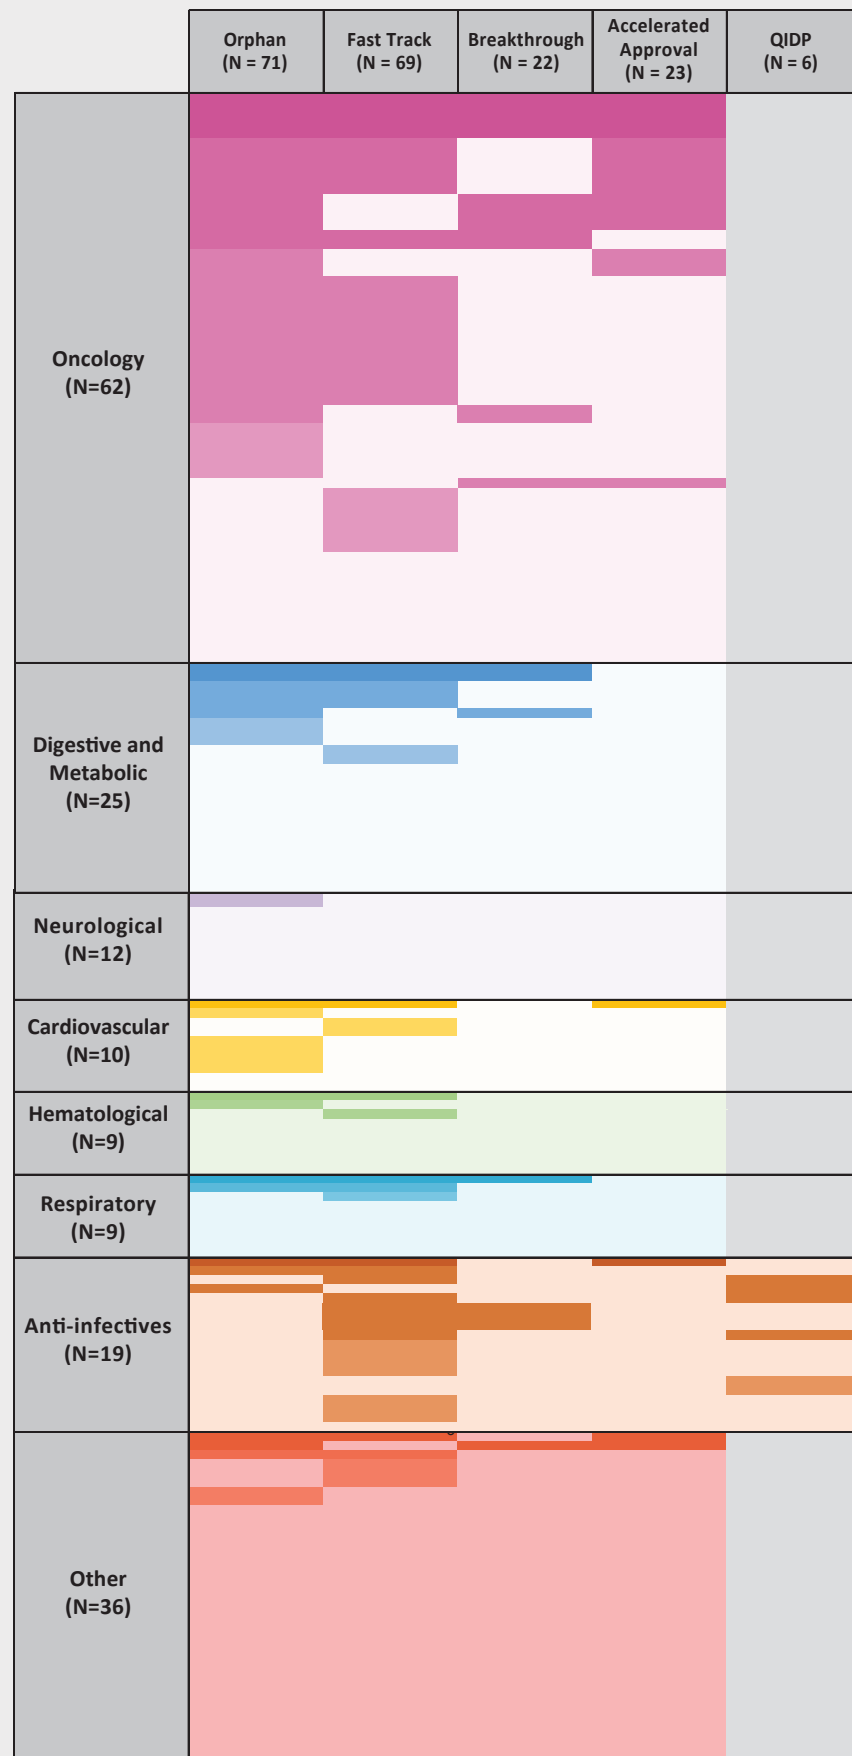 Orphan
(N = 71)
Fast Track
(N = 69)
Breakthrough
(N = 22)
Accelerated
Approval
(N = 23)
QIDP
(N = 6)
Oncology
(N=62)
Digestive and
Metabolic
(N=25)
Neurological
(N=12)
Cardiovascular
(N=10)
Hematological
(N=9)
Respiratory
(N=9)
Anti-infectives
(N=19)
Other
(N=36)